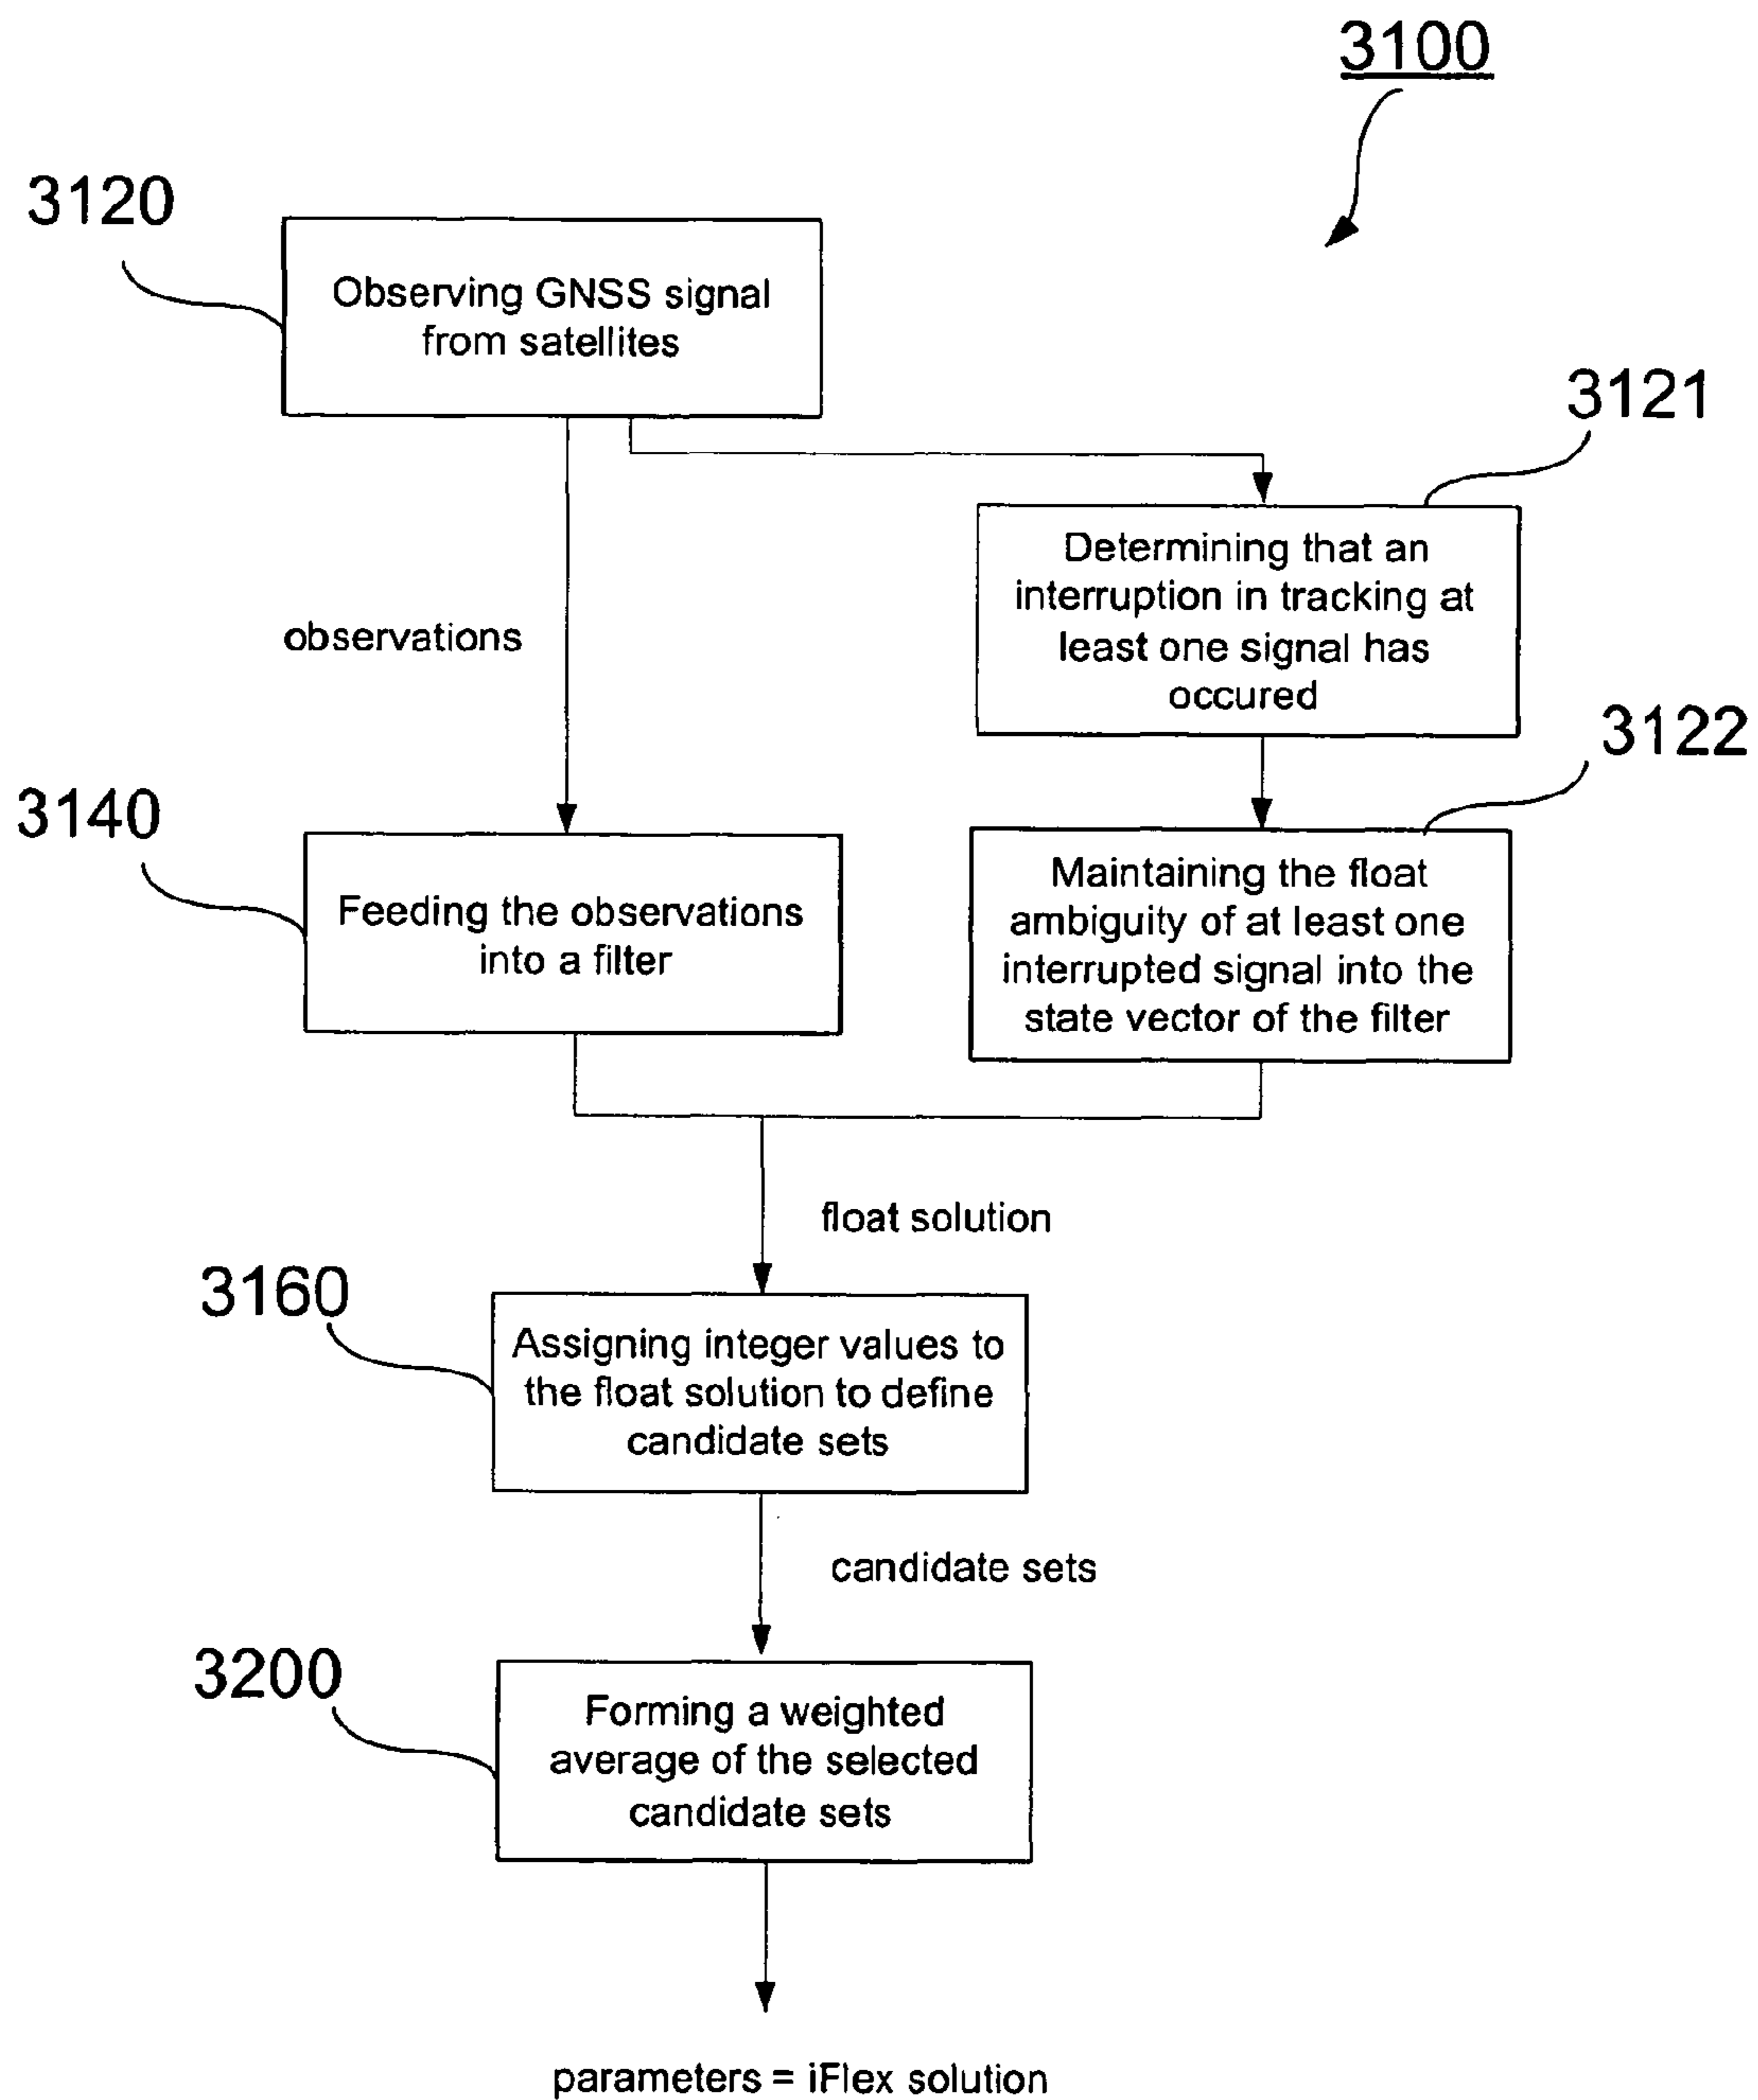 3100
3120
Observing GNSS signal
from satellites
3121
Determining that an
interruption in tracking at
least one signal has
occured
observations
3122
3140
Feeding the observations
into a filter
Maintaining the float
ambiguity of at least one
interrupted signal into the
state vector of the filter
float solution
3160
Assigning integer values to
the float solution to define
candidate sets
candidate sets
3200
Forming a weighted
average of the selected
candidate sets
parameters = iFlex solution